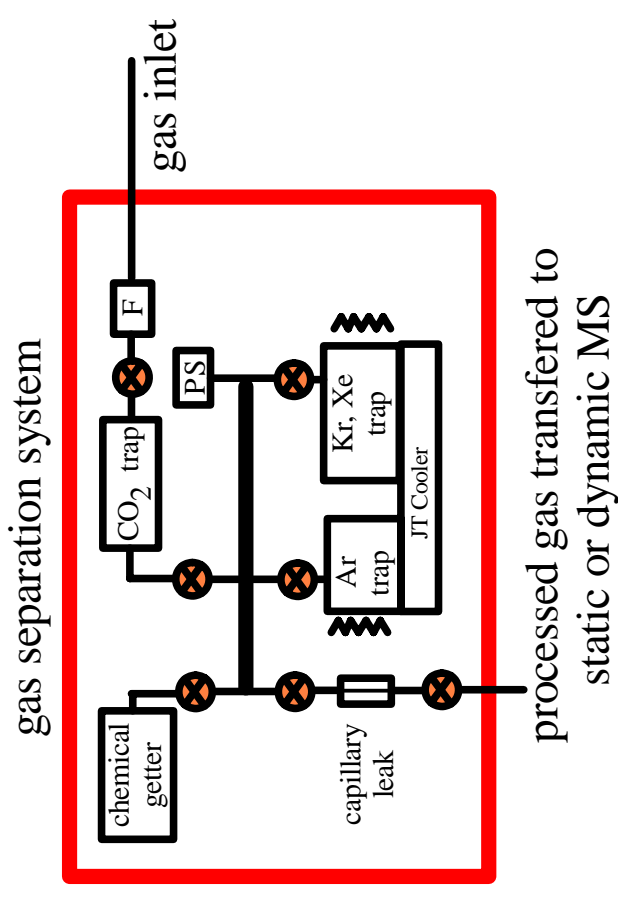 gas separation system
gas inlet
F
CO2 trap
PS
chemical
getter
Kr, Xe
trap
Ar
trap
JT Cooler
capillary
leak
processed gas transfered to
static or dynamic MS